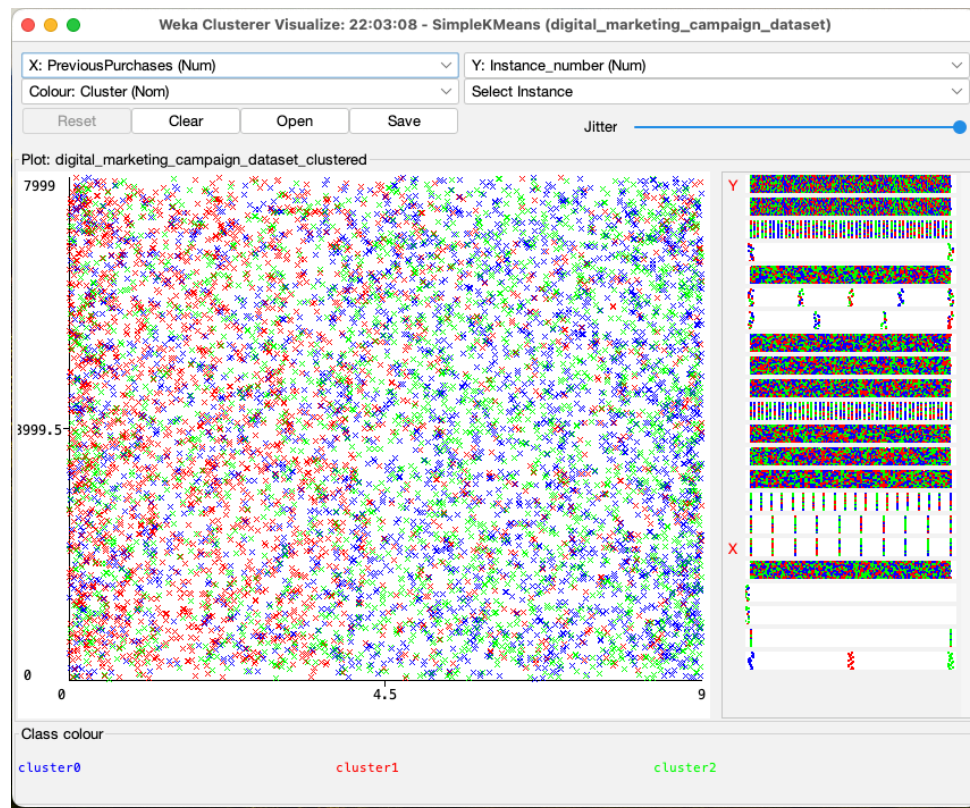 Weka Clusterer Visualize: 22:03:08 - SimpleKMeans (digital_marketing_campaign_dataset)
X: PreviousPurchases (Num) Y: Instance_number (Num)
Colour: Cluster (Nom) Select Instance
Reset Clear Open Save Jitter
Plot: digital_marketing_campaign_dataset_clustered
7999
Y
3999.5
X
0
0 4.5 9
Class colour
cluster0 cluster1 cluster2